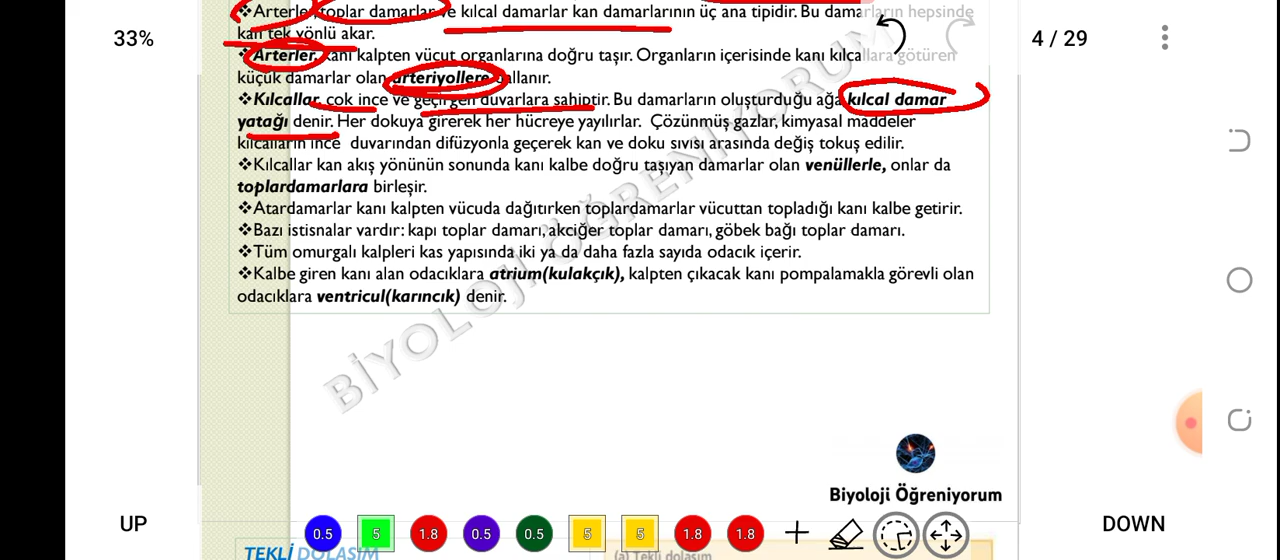 ❖Arterler, toplar damarlar ve kılcal damarlar kan damarlarının üç ana tipidir. Bu damarların hepsinde
kan tek yönlü akar.
33%
4 / 29
❖Arterler, kanı kalpten vücut organlarına doğru taşır. Organların içerisinde kanı kılcallara götüren
küçük damarlar olan arteriyollere dallanır.
❖Kılcallar, çok ince ve geçirgen duvarlara sahiptir. Bu damarların oluşturduğu ağa kılcal damar
yatağı denir. Her dokuya girerek her hücreye yayılırlar. Çözünmüş gazlar, kimyasal maddeler
kılcalların ince duvarından difüzyonla geçerek kan ve doku sıvısı arasında değiş tokuş edilir.
❖Kılcallar kan akış yönünün sonunda kanı kalbe doğru taşıyan damarlar olan venüllerle, onlar da
toplardamarlara birleşir.
❖Atardamarlar kanı kalpten vücuda dağıtırken toplardamarlar vücuttan topladığı kanı kalbe getirir.
❖Bazı istisnalar vardır: kapı toplar damarı, akciğer toplar damarı, göbek bağı toplar damarı.
❖Tüm omurgalı kalpleri kas yapısında iki ya da daha fazla sayıda odacık içerir.
❖Kalbe giren kanı alan odacıklara atrium(kulakçık), kalpten çıkacak kanı pompalamakla görevli olan
odacıklara ventricul(karıncık) denir.
BİYOLOJİ ÖĞRENİYORUM
Biyoloji Öğreniyorum
UP
0.5 5 1.8 0.5 0.5 5 5 1.8 1.8
DOWN
TEKLİ DOLAŞIM
(a) Tekli dolaşım